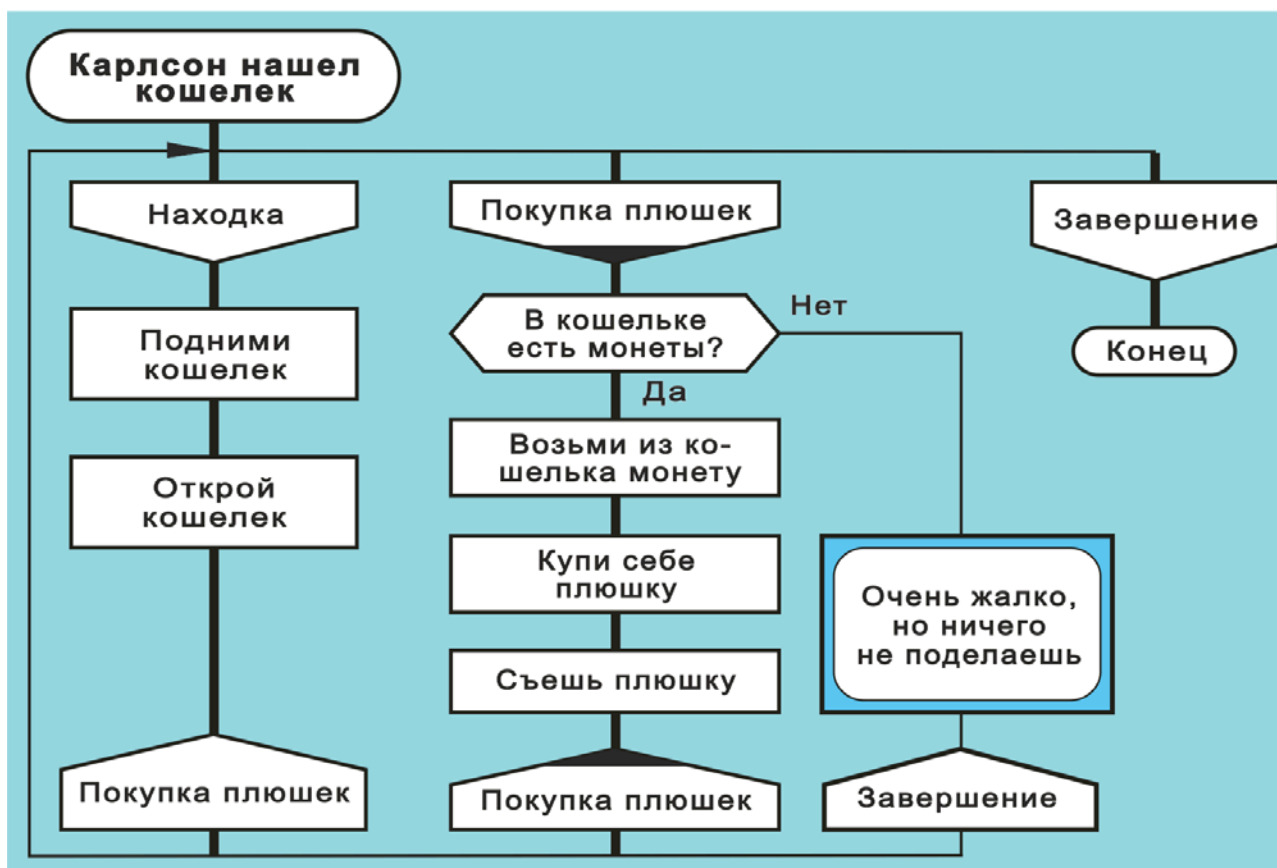 Карлсон нашел
кошелек
Находка
Подними
кошелек
Открой
кошелек
Покупка плюшек
Покупка плюшек
В кошельке
есть монеты?
Нет
Да
Возьми из ко-
шелька монету
Купи себе
плюшку
Съешь плюшку
Покупка плюшек
Очень жалко,
но ничего
не поделаешь
Завершение
Завершение
Конец